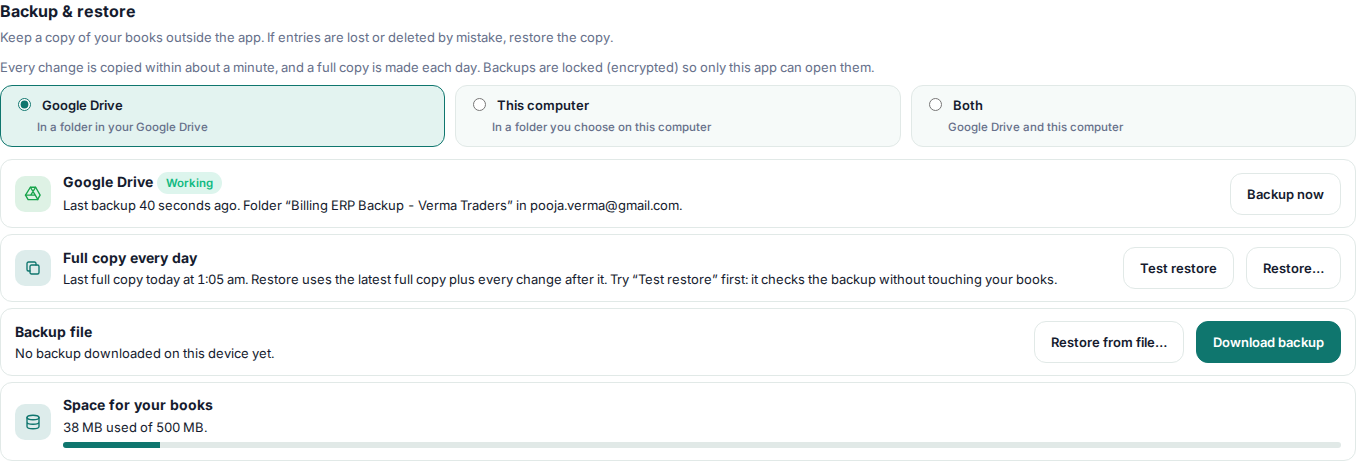 Backup & restore
Keep a copy of your books outside the app. If entries are lost or deleted by mistake, restore the copy.
Every change is copied within about a minute, and a full copy is made each day. Backups are locked (encrypted) so only this app can open them.
Google Drive
In a folder in your Google Drive
This computer
In a folder you choose on this computer
Both
Google Drive and this computer
Google Drive Working
Last backup 40 seconds ago. Folder “Billing ERP Backup - Verma Traders” in pooja.verma@gmail.com.
Backup now
Full copy every day
Last full copy today at 1:05 am. Restore uses the latest full copy plus every change after it. Try “Test restore” first: it checks the backup without touching your books.
Test restore
Restore...
Backup file
No backup downloaded on this device yet.
Restore from file...
Download backup
Space for your books
38 MB used of 500 MB.